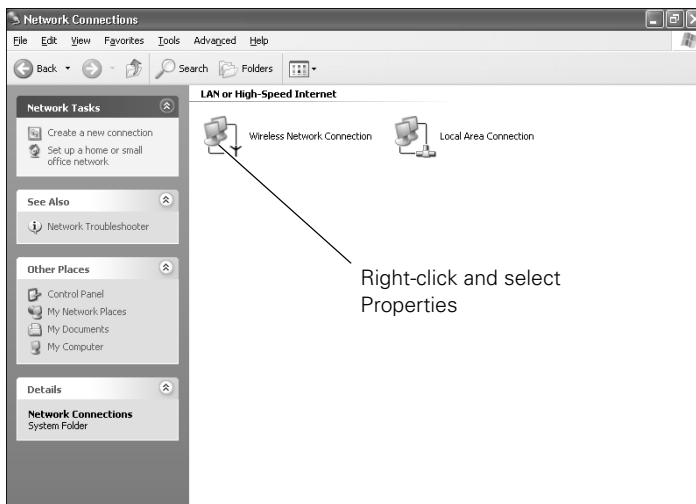 Network Connections
File Edit View Favorites Tools Advanced Help
Back Search Folders
Network Tasks
Create a new connection
Set up a home or small
office network
See Also
Network Troubleshooter
Other Places
Control Panel
My Network Places
My Documents
My Computer
Details
Network Connections
System Folder
LAN or High-Speed Internet
Wireless Network Connection
Local Area Connection
Right-click and select
Properties